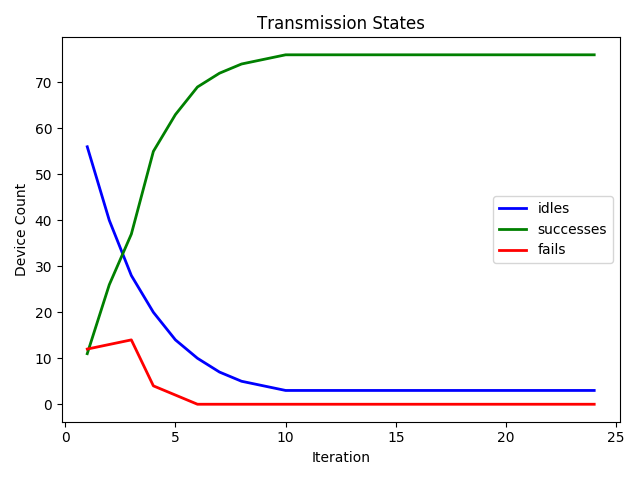 Transmission States
Device Count
70
60
50
40
30
20
10
0
idles
successes
fails
0 5 10 15 20 25
Iteration